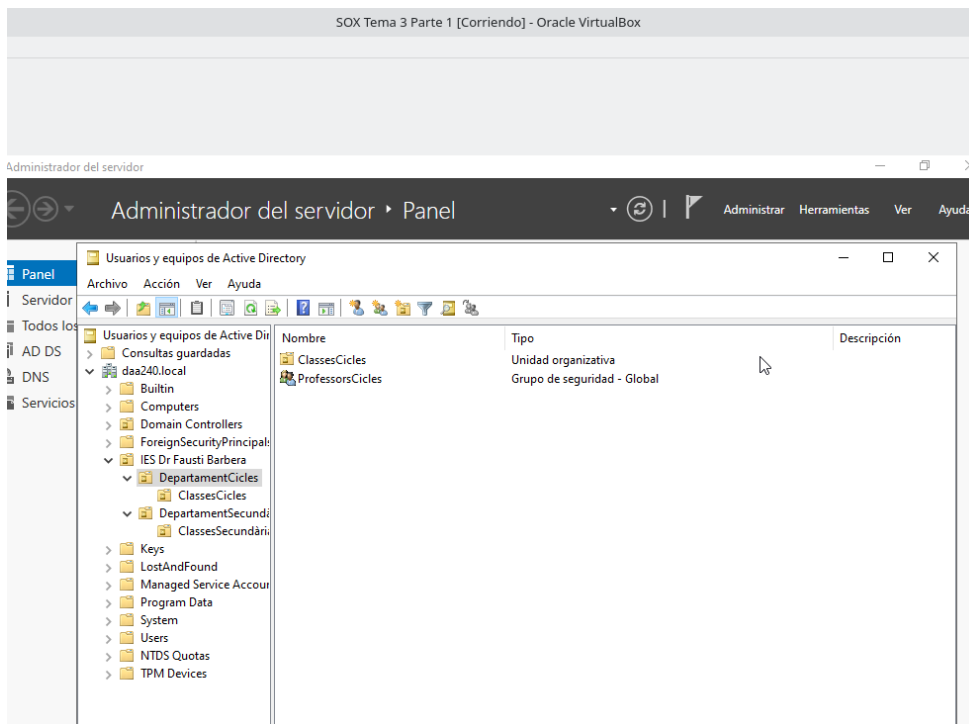 SOX Tema 3 Parte 1 [Corriendo] - Oracle VirtualBox
Administrador del servidor
Administrador del servidor ‣ Panel
Administrar Herramientas Ver Ayuda
Panel
Servidor
Todos los
AD DS
DNS
Servicios
Usuarios y equipos de Active Directory
Archivo Acción Ver Ayuda
Usuarios y equipos de Active Dir
Consultas guardadas
daa240.local
Builtin
Computers
Domain Controllers
ForeignSecurityPrincipals
IES Dr Fausti Barbera
DepartamentCicles
ClassesCicles
DepartamentSecundà
ClassesSecundària
Keys
LostAndFound
Managed Service Accour
Program Data
System
Users
NTDS Quotas
TPM Devices
Nombre Tipo Descripción
ClassesCicles Unidad organizativa
ProfessorsCicles Grupo de seguridad - Global